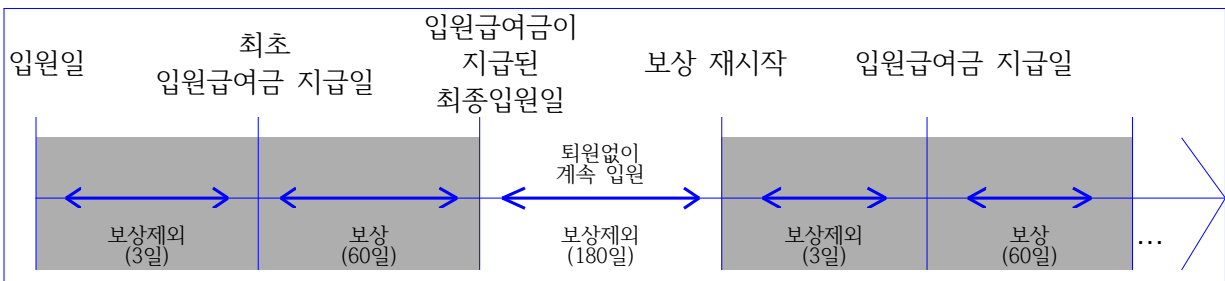 입원일
최초
입원급여금 지급일
입원급여금이
지급된
최종입원일
보상 재시작
입원급여금 지급일
퇴원없이
계속 입원
보상제외
(3일)
보상
(60일)
보상제외
(180일)
보상제외
(3일)
보상
(60일)
...